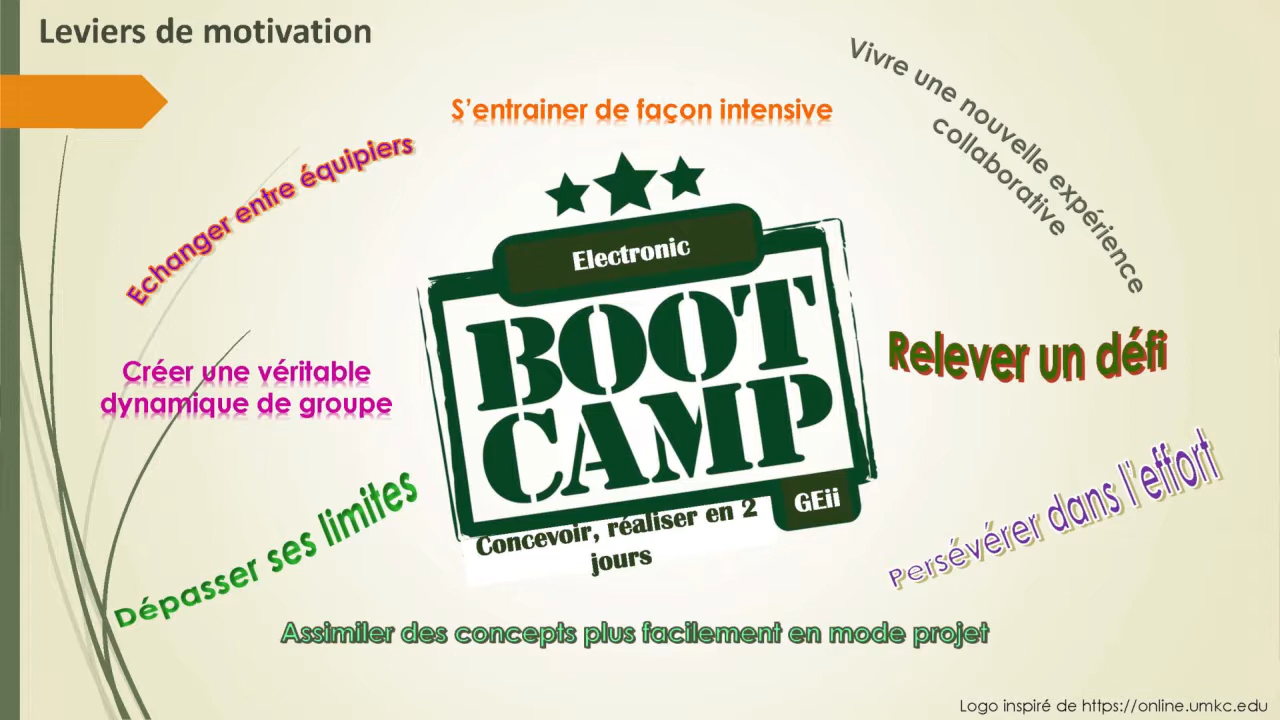 Leviers de motivation
S'entrainer de façon intensive
Vivre une nouvelle expérience
collaborative
Echanger entre équipiers
Electronic
BOOT
CAMP
GEii
Concevoir, réaliser en 2
jours
Créer une véritable
dynamique de groupe
Relever un défi
Dépasser ses limites
Persévérer dans l'effort
Assimiler des concepts plus facilement en mode projet
Logo inspiré de https://online.umkc.edu